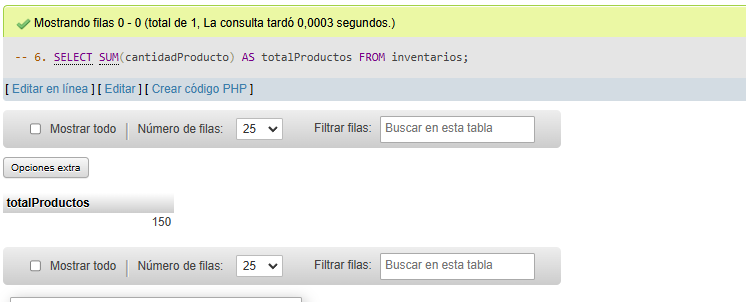 Mostrando filas 0 - 0 (total de 1, La consulta tardó 0,0003 segundos.)
-- 6. SELECT SUM(cantidadProducto) AS totalProductos FROM inventarios;
[ Editar en línea ] [ Editar ] [ Crear código PHP ]
Mostrar todo Número de filas: 25 Filtrar filas: Buscar en esta tabla
Opciones extra
totalProductos
150
Mostrar todo Número de filas: 25 Filtrar filas: Buscar en esta tabla